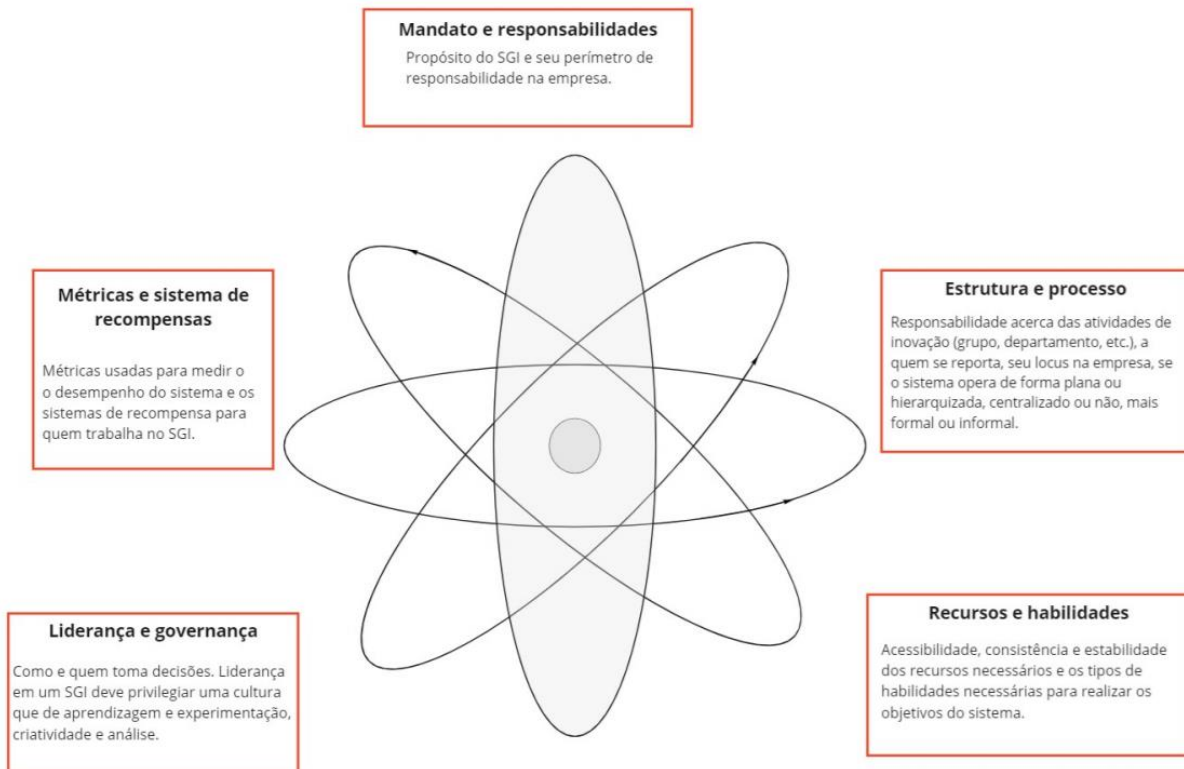 Mandato e responsabilidades
Propósito do SGI e seu perímetro de
responsabilidade na empresa.
Métricas e sistema de
recompensas
Métricas usadas para medir o
o desempenho do sistema e os
sistemas de recompensa para
quem trabalha no SGI.
Estrutura e processo
Responsabilidade acerca das atividades de
inovação (grupo, departamento, etc.), a
quem se reporta, seu locus na empresa, se
o sistema opera de forma plana ou
hierarquizada, centralizado ou não, mais
formal ou informal.
Liderança e governança
Como e quem toma decisões. Liderança
em um SGI deve privilegiar uma cultura
que de aprendizagem e experimentação,
criatividade e análise.
Recursos e habilidades
Acessibilidade, consistência e estabilidade
dos recursos necessários e os tipos de
habilidades necessárias para realizar os
objetivos do sistema.